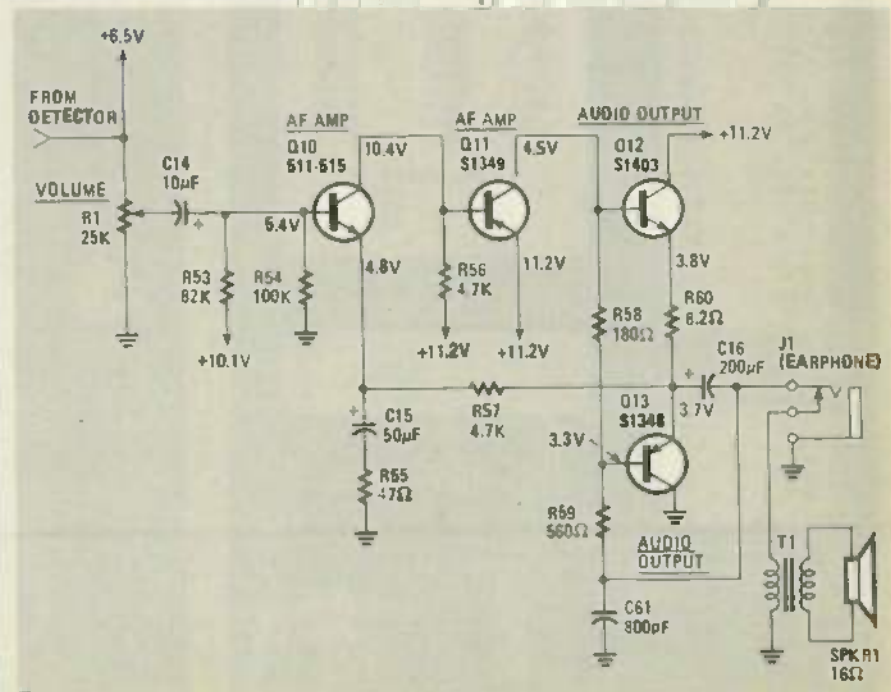 +6.5V
FROM
DETECTOR
VOLUME
R1
25K
C14
10µF
+
R53
82K
+10.1V
R54
100K
5.4V
AF AMP
Q10
611-615
10.4V
4.8V
R56
4.7K
+11.2V
AF AMP
Q11
S1349
4.5V
11.2V
+11.2V
AUDIO OUTPUT
Q12
S1403
+11.2V
3.8V
R58
180Ω
R60
8.2Ω
+
C16
200µF
3.7V
J1
(EARPHONE)
+
C15
50µF
R55
47Ω
R57
4.7K
Q13
S1348
3.3V
R59
560Ω
AUDIO
OUTPUT
C61
800pF
T1
SPKR1
16Ω